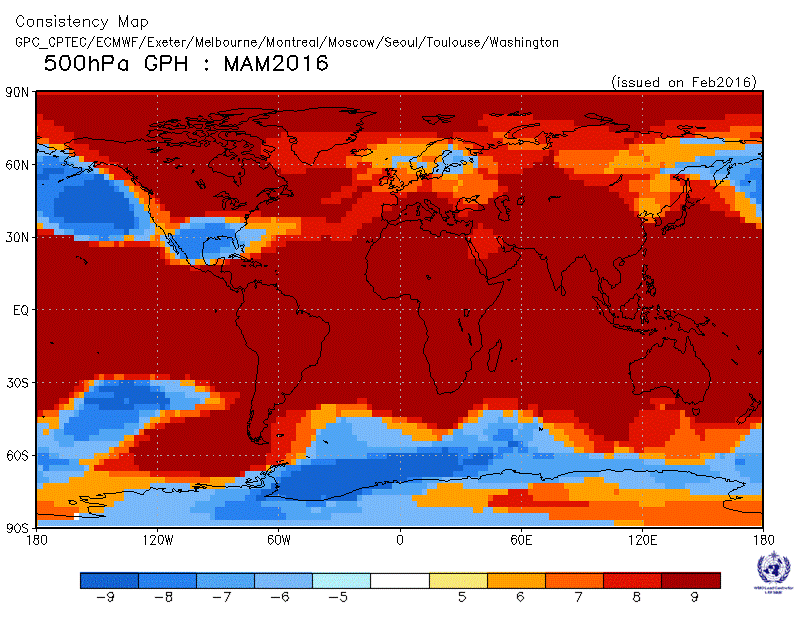 Consistency Map
GPC_CPTEC/ECMWF/Exeter/Melbourne/Montreal/Moscow/Seoul/Toulouse/Washington
500hPa GPH : MAM2016
(issued on Feb2016)
90N
60N
30N
EQ
30S
60S
90S
180 120W 60W 0 60E 120E 180
-9 -8 -7 -6 -5 5 6 7 8 9